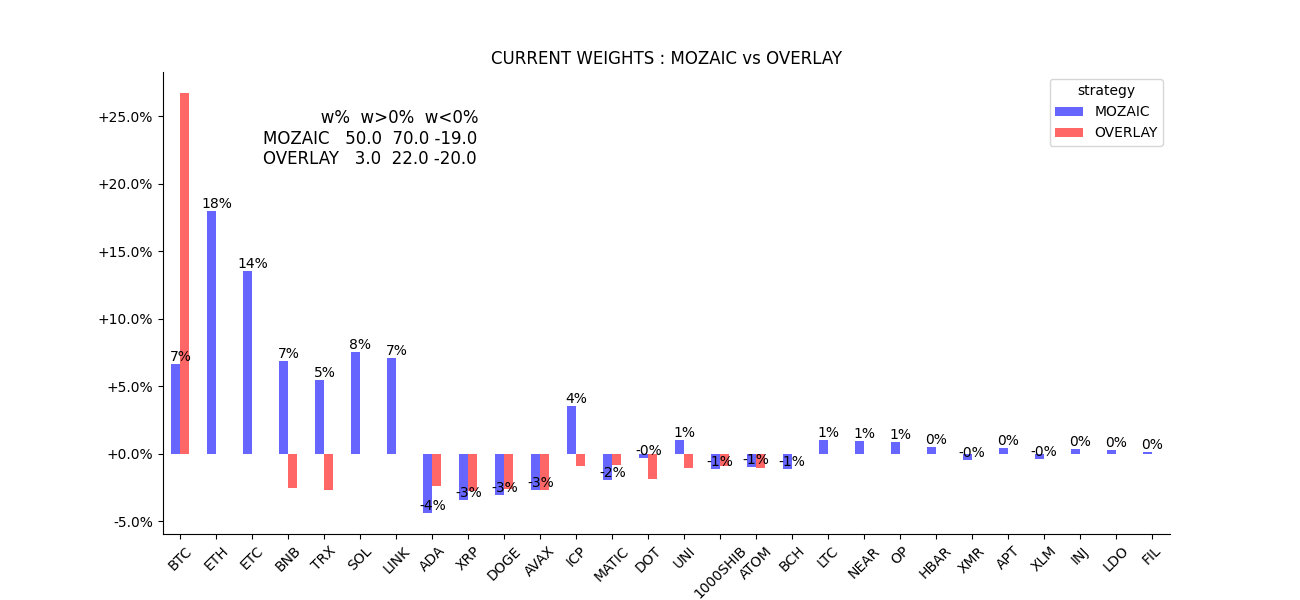 CURRENT WEIGHTS : MOZAIC vs OVERLAY
strategy
MOZAIC
OVERLAY
w% w>0% w<0%
MOZAIC 50.0 70.0 -19.0
OVERLAY 3.0 22.0 -20.0
+25.0%
+20.0%
+15.0%
+10.0%
+5.0%
+0.0%
-5.0%
7%
18%
14%
7%
5%
8%
7%
-4%
-3%
-3%
-3%
4%
-2%
-0%
1%
-1%
-1%
-1%
1%
1%
1%
0%
-0%
0%
-0%
0%
0%
0%
BTC
ETH
ETC
BNB
TRX
SOL
LINK
ADA
XRP
DOGE
AVAX
ICP
MATIC
DOT
UNI
1000SHIB
ATOM
BCH
LTC
NEAR
OP
HBAR
XMR
APT
XLM
INJ
LDO
FIL